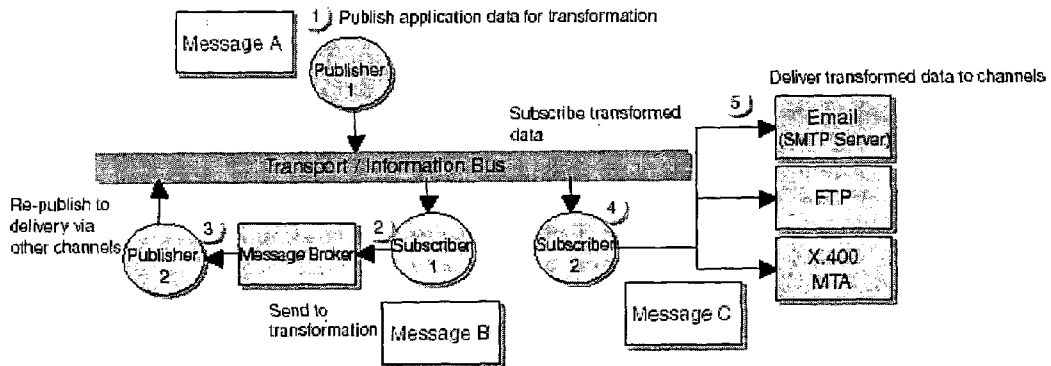 1 Publish application data for transformation
Message A
Publisher
1
Deliver transformed data to channels
5
Subscribe transformed
data
Email
(SMTP Server)
Transport / Information Bus
FTP
Re-publish to
delivery via
other channels
3
Publisher
2
Message Broker
2
Subscriber
1
4
Subscriber
2
X.400
MTA
Send to
transformation
Message B
Message C